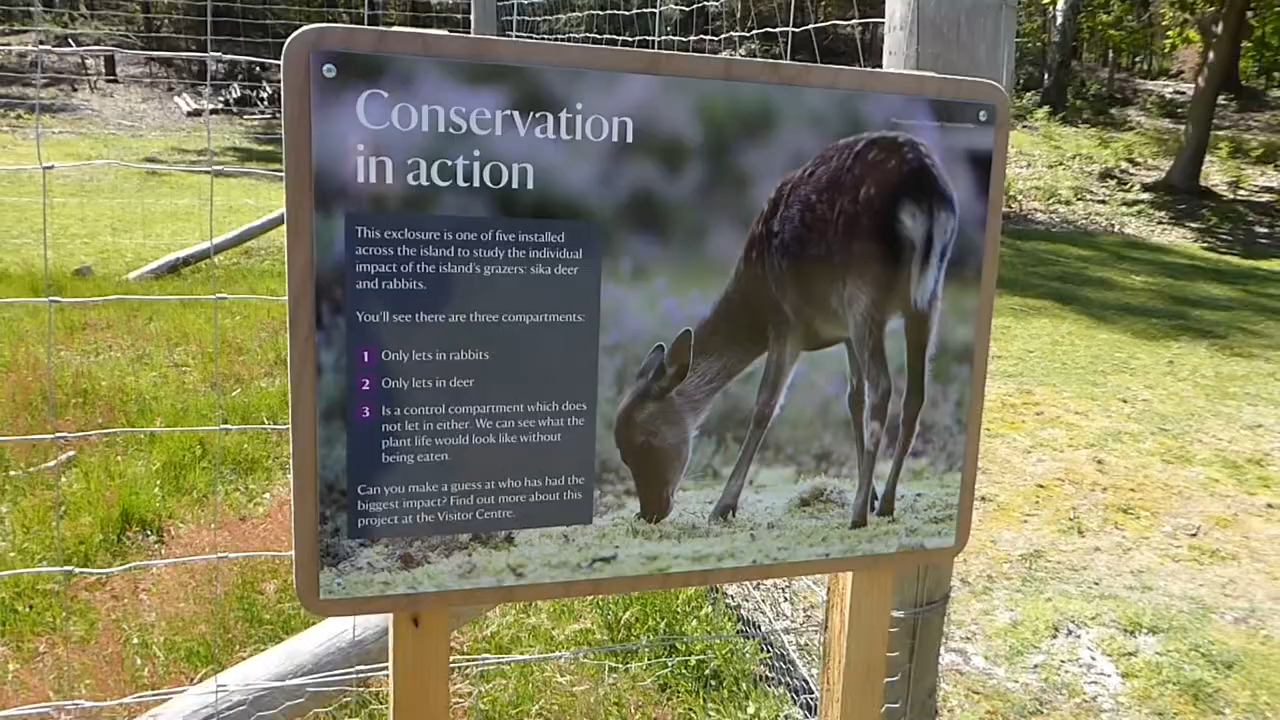 Conservation
in action
This exclosure is one of five installed
across the island to study the individual
impact of the island's grazers: sika deer
and rabbits.
You'll see there are three compartments:
1 Only lets in rabbits
2 Only lets in deer
3 Is a control compartment which does
not let in either. We can see what the
plant life would look like without
being eaten.
Can you make a guess at who has had the
biggest impact? Find out more about this
project at the Visitor Centre.